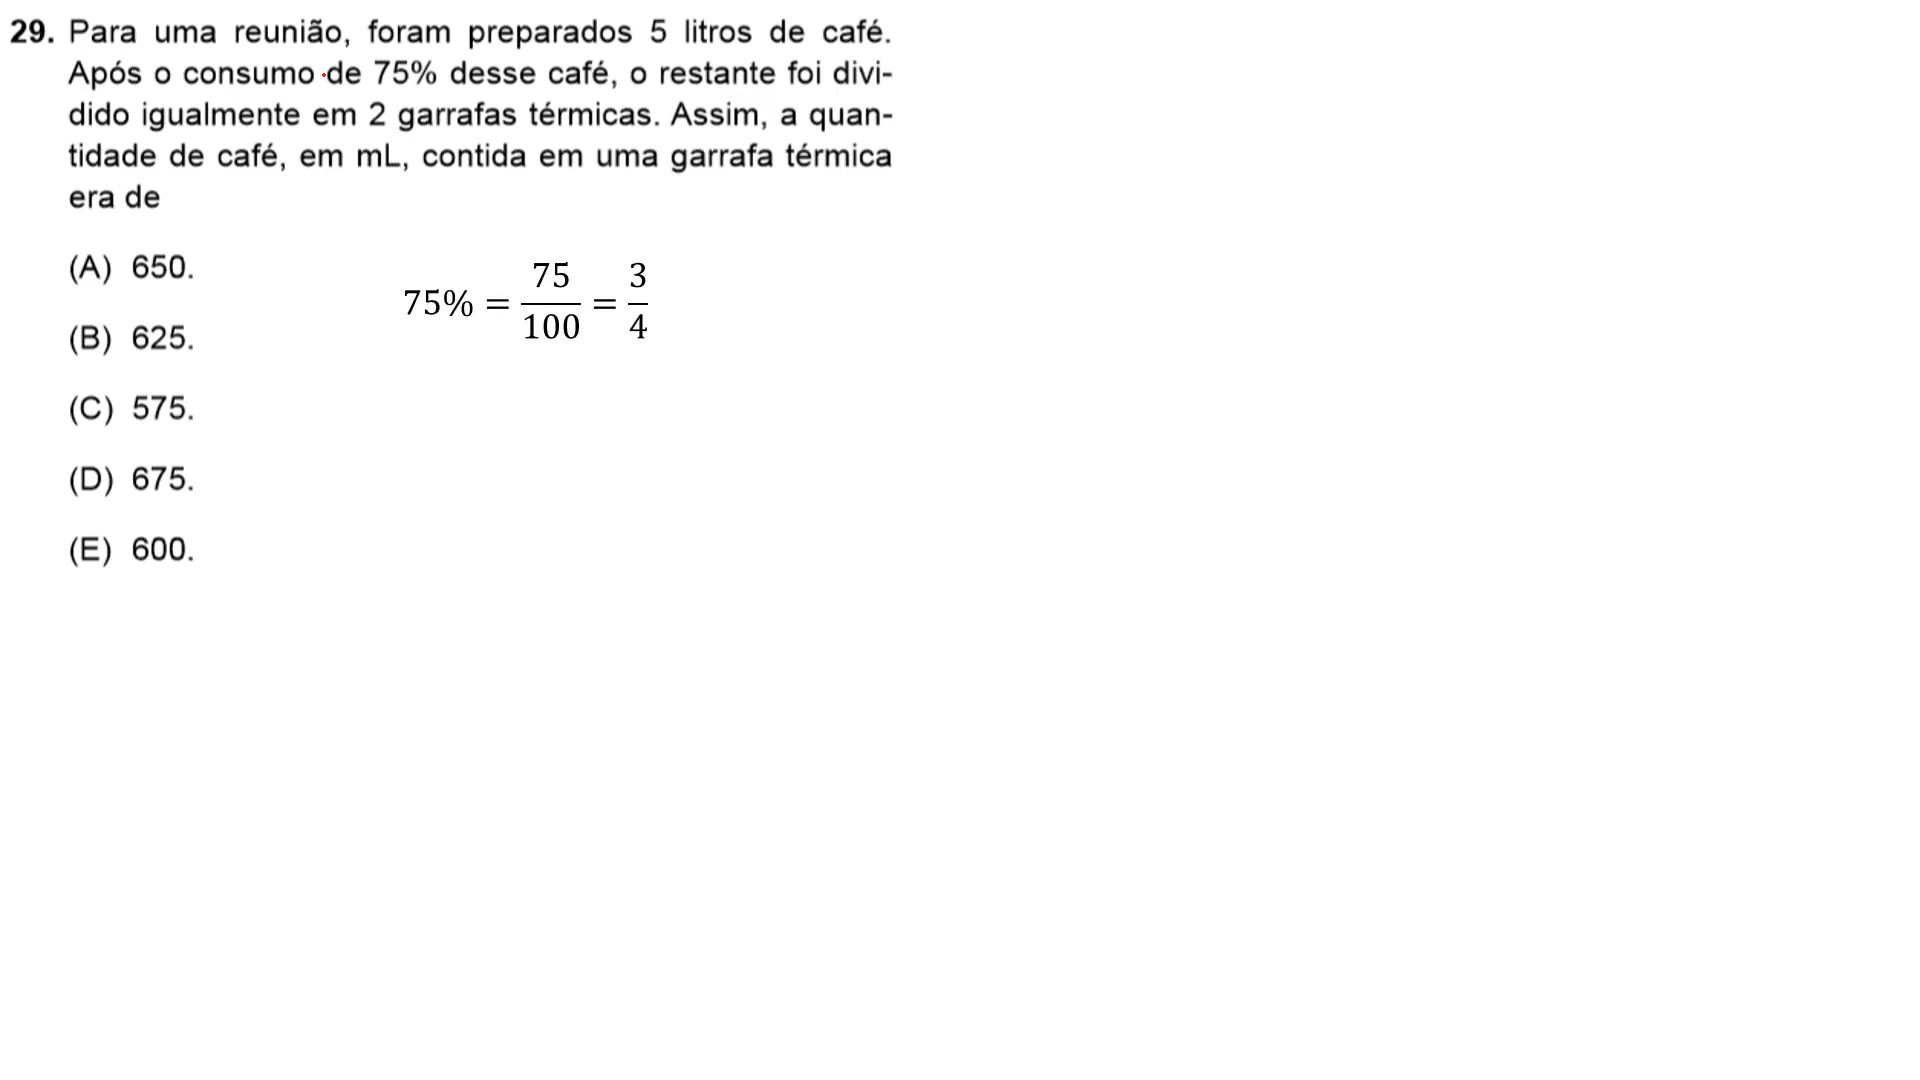 29. Para uma reunião, foram preparados 5 litros de café.
Após o consumo de 75% desse café, o restante foi divi-
dido igualmente em 2 garrafas térmicas. Assim, a quan-
tidade de café, em mL, contida em uma garrafa térmica
era de
(A) 650.
75% = 75/100 = 3/4
(B) 625.
(C) 575.
(D) 675.
(E) 600.